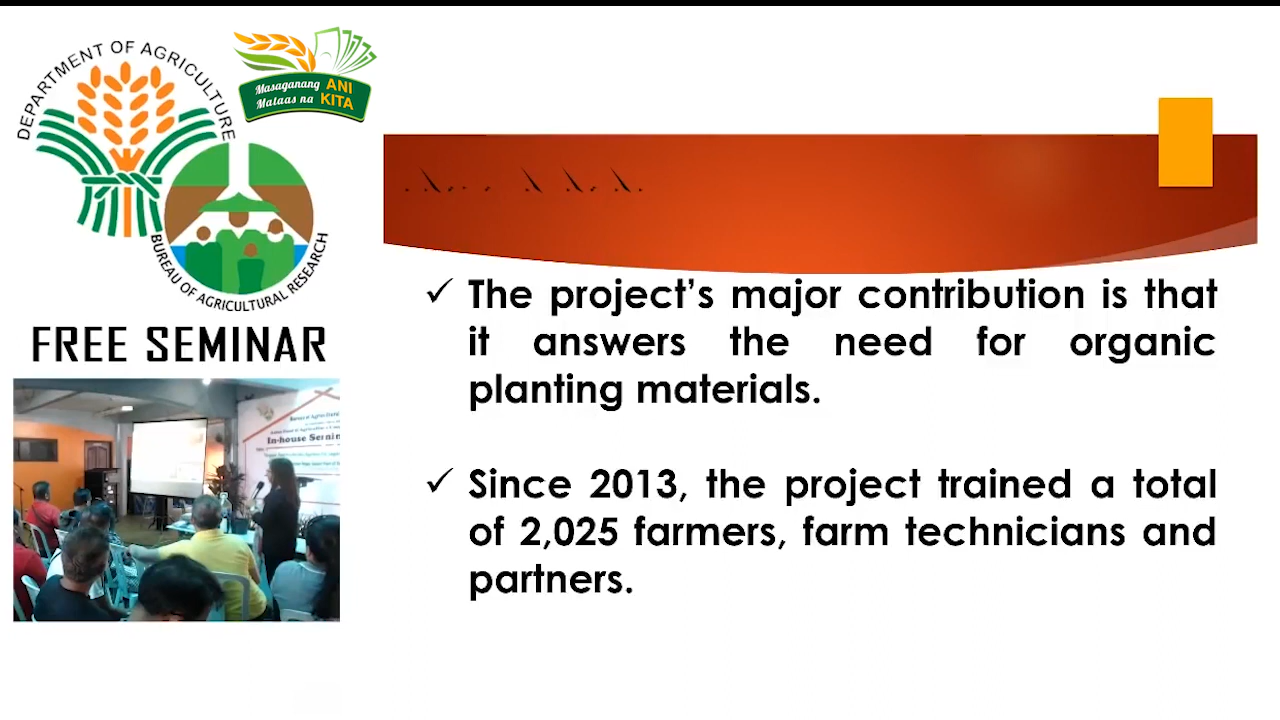 DEPARTMENT OF AGRICULTURE
Masaganang ANI
Mataas na KITA
BUREAU OF AGRICULTURAL RESEARCH
FREE SEMINAR
In-house Semin
The project’s major contribution is that
it answers the need for organic
planting materials.
Since 2013, the project trained a total
of 2,025 farmers, farm technicians and
partners.